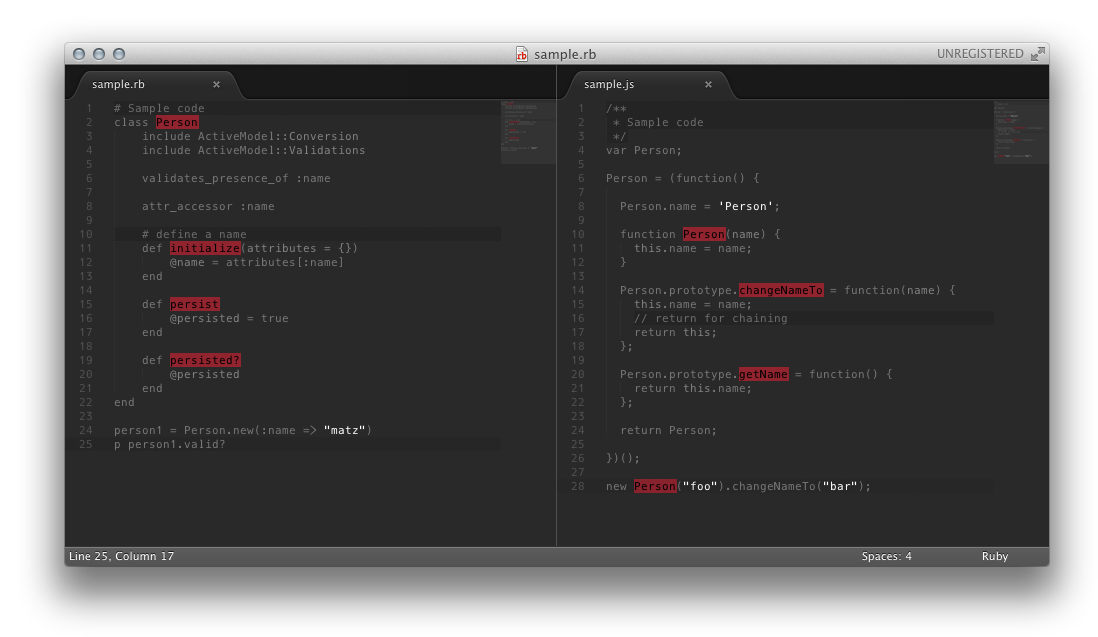 sample.rb
UNREGISTERED
sample.rb ×
1 # Sample code
2 class Person
3     include ActiveModel::Conversion
4     include ActiveModel::Validations
5
6     validates_presence_of :name
7
8     attr_accessor :name
9
10     # define a name
11     def initialize(attributes = {})
12         @name = attributes[:name]
13     end
14
15     def persist
16         @persisted = true
17     end
18
19     def persisted?
20         @persisted
21     end
22 end
23
24 person1 = Person.new(:name => "matz")
25 p person1.valid?
sample.js ×
1 /**
2  * Sample code
3  */
4 var Person;
5
6 Person = (function() {
7
8   Person.name = 'Person';
9
10   function Person(name) {
11     this.name = name;
12   }
13
14   Person.prototype.changeNameTo = function(name) {
15     this.name = name;
16     // return for chaining
17     return this;
18   };
19
20   Person.prototype.getName = function() {
21     return this.name;
22   };
23
24   return Person;
25
26 })();
27
28 new Person("foo").changeNameTo("bar");
Line 25, Column 17
Spaces: 4
Ruby